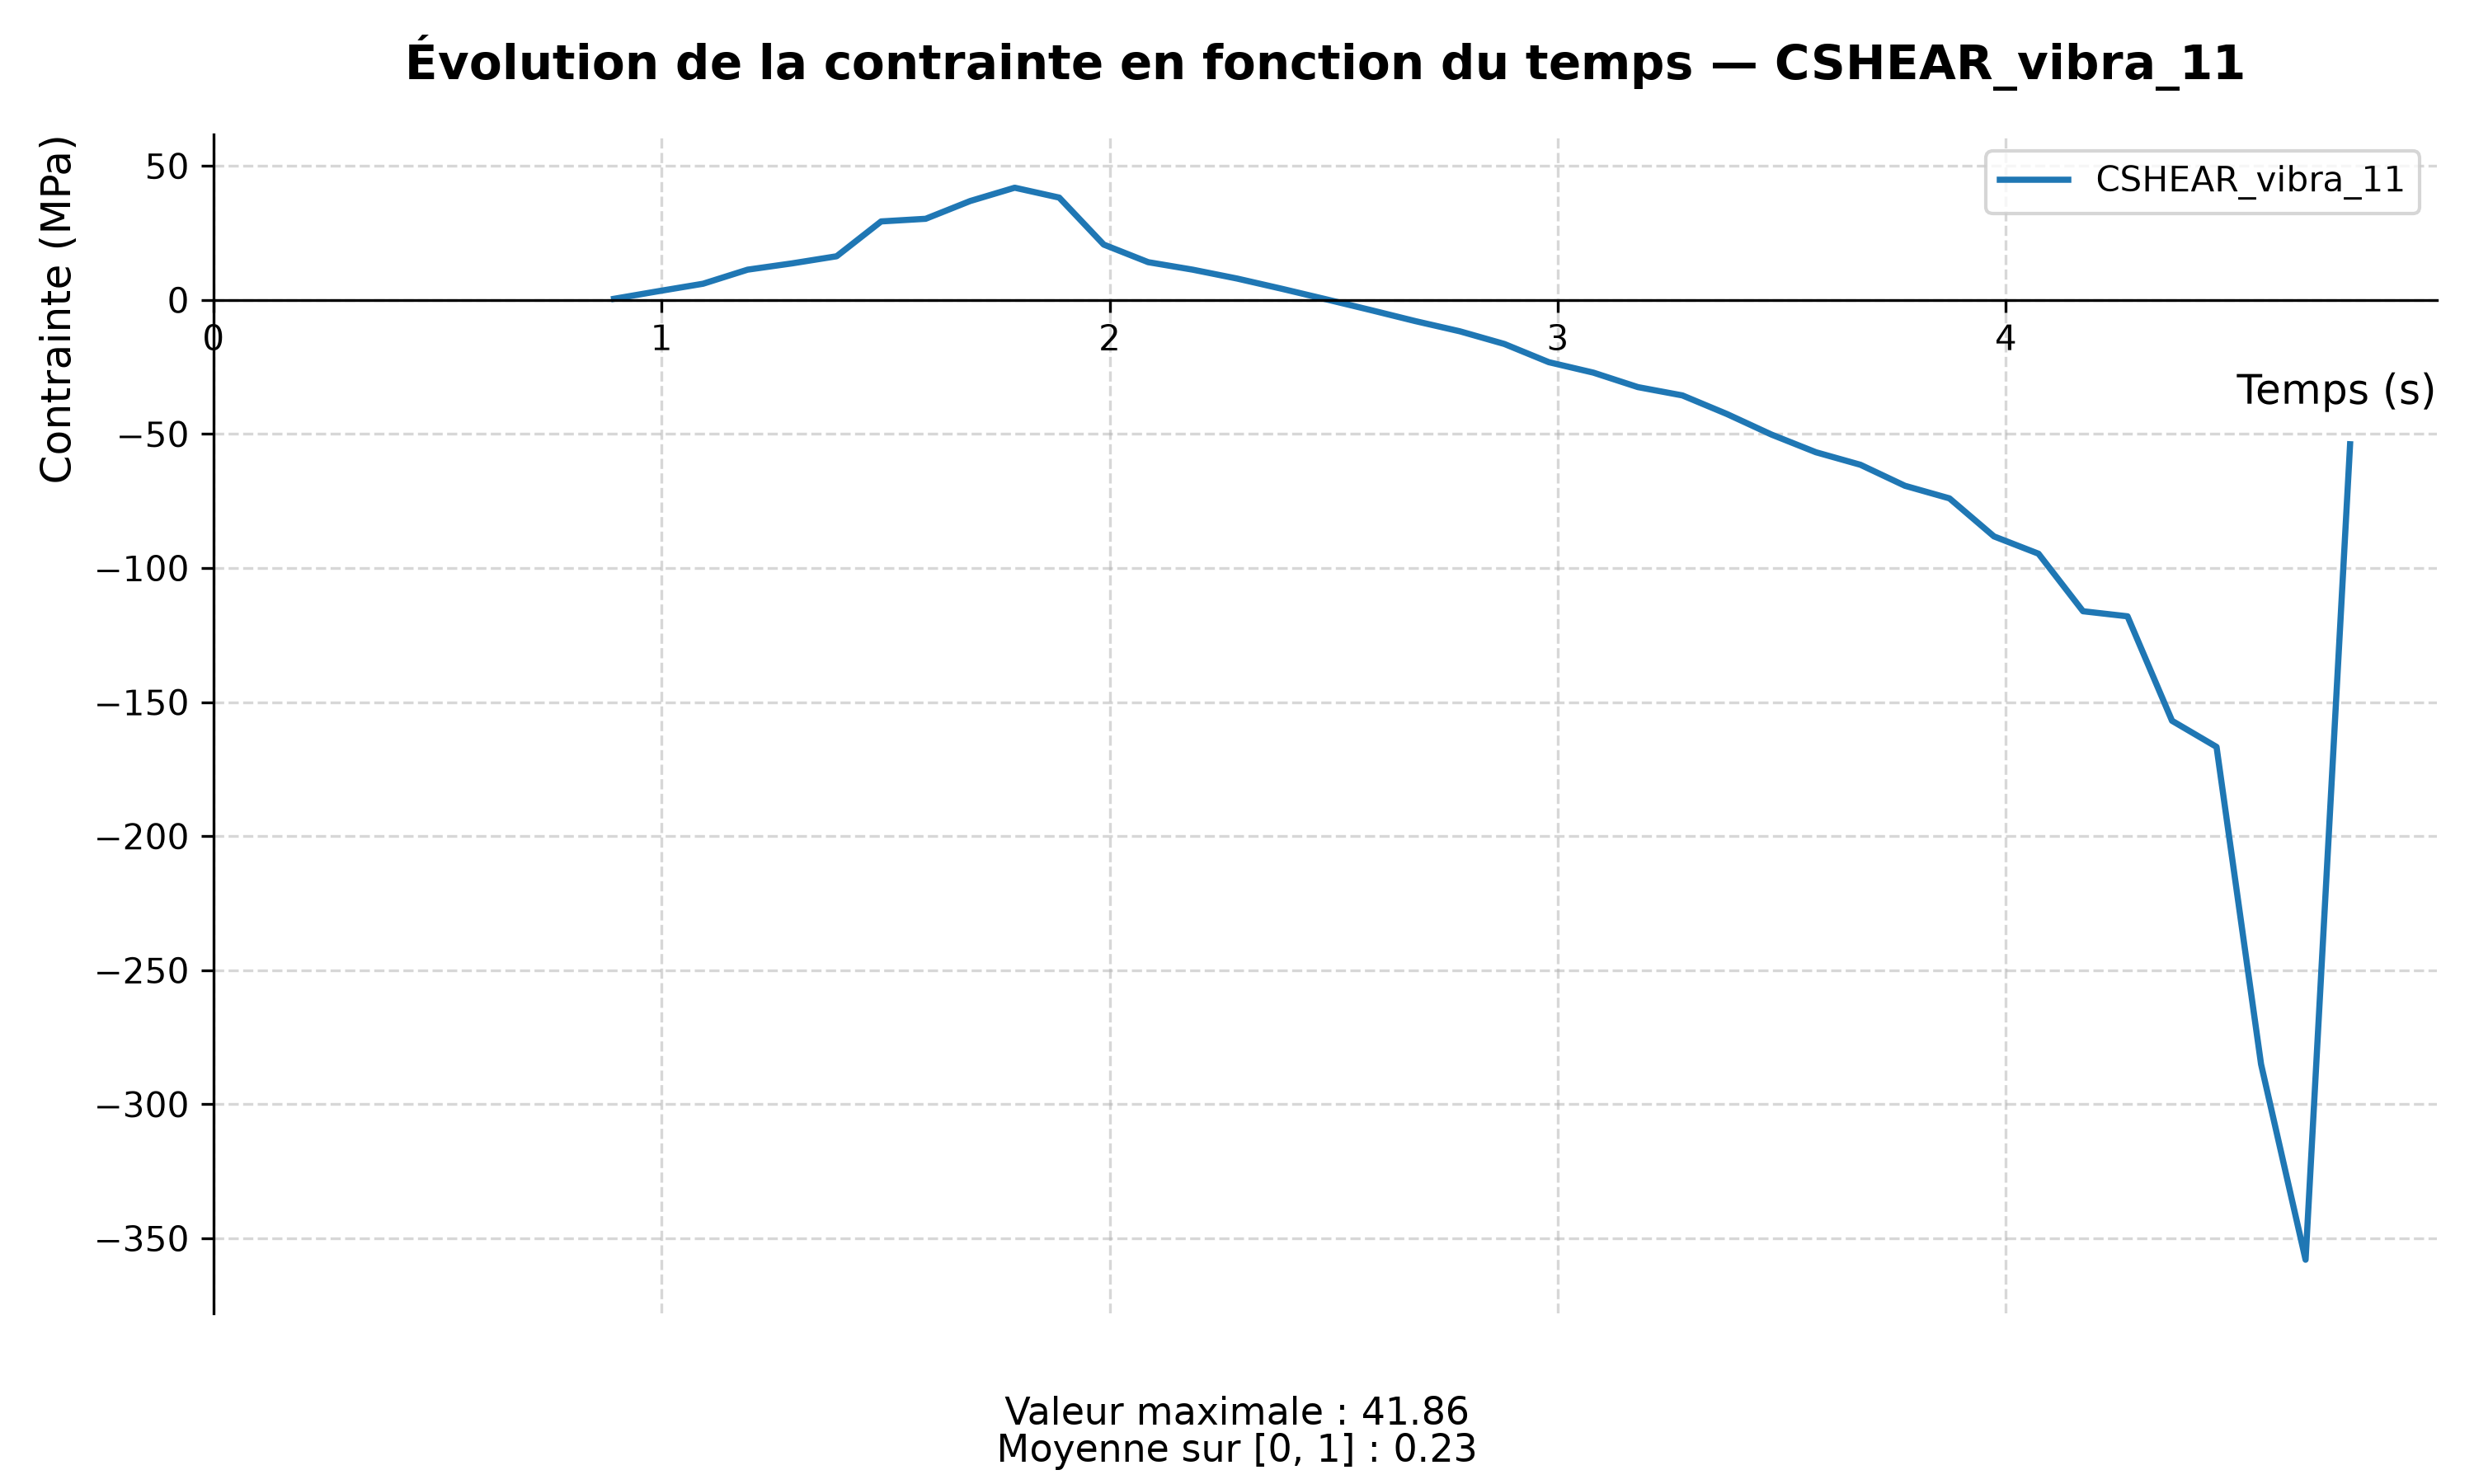 Évolution de la contrainte en fonction du temps — CSHEAR_vibra_11
Contrainte (MPa)
50
0
−50
−100
−150
−200
−250
−300
−350
0
1
2
3
4
Temps (s)
CSHEAR_vibra_11
Valeur maximale : 41.86
Moyenne sur [0, 1] : 0.23